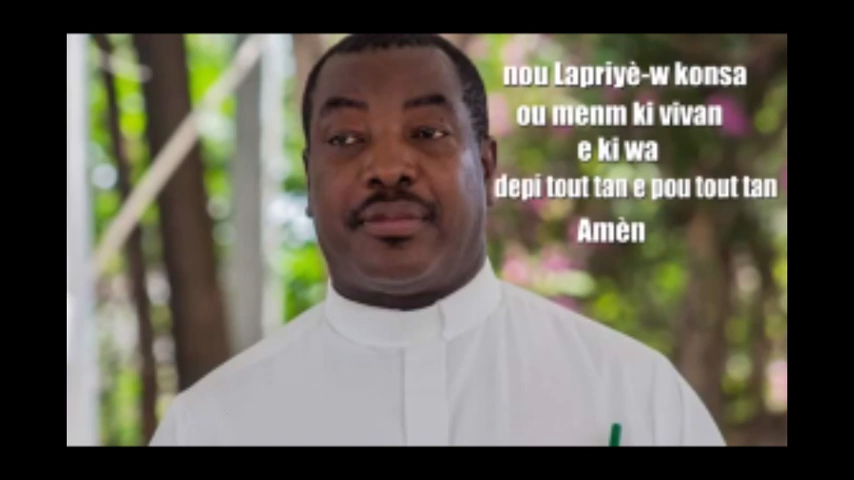 nou Lapriyè-w konsa
ou menm ki vivan
e ki wa
depi tout tan e pou tout tan
Amèn